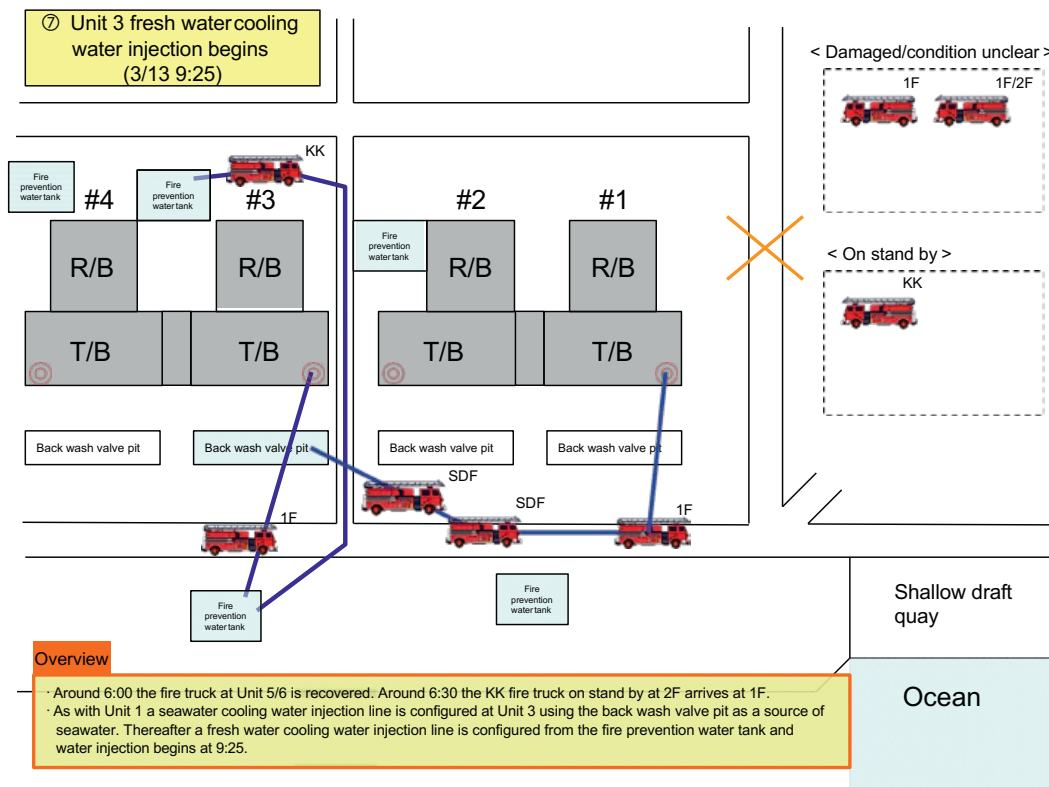 ⑦ Unit 3 fresh water cooling
water injection begins
(3/13 9:25)
< Damaged/condition unclear >
1F
1F/2F
KK
Fire
prevention
water tank
#4
Fire
prevention
water tank
#3
#2
#1
Fire
prevention
water tank
R/B
R/B
R/B
R/B
< On stand by >
KK
T/B
T/B
T/B
T/B
Back wash valve pit
Back wash valve pit
Back wash valve pit
Back wash valve pit
SDF
SDF
1F
1F
Fire
prevention
water tank
Fire
prevention
water tank
Shallow draft
quay
Ocean
Overview
· Around 6:00 the fire truck at Unit 5/6 is recovered. Around 6:30 the KK fire truck on stand by at 2F arrives at 1F.
· As with Unit 1 a seawater cooling water injection line is configured at Unit 3 using the back wash valve pit as a source of
seawater. Thereafter a fresh water cooling water injection line is configured from the fire prevention water tank and
water injection begins at 9:25.